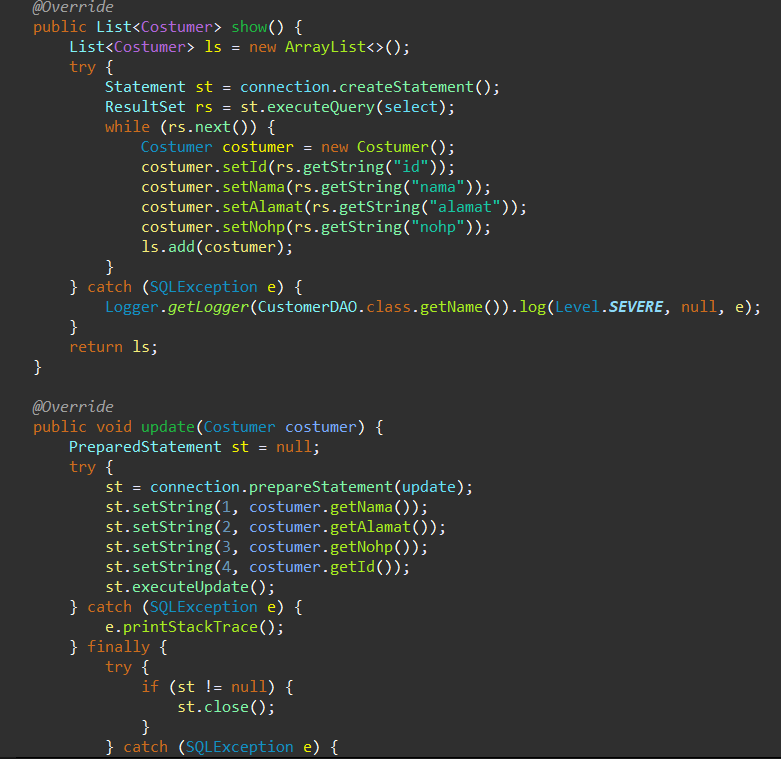 @Override
public List<Costumer> show() {
    List<Costumer> ls = new ArrayList<>();
    try {
        Statement st = connection.createStatement();
        ResultSet rs = st.executeQuery(select);
        while (rs.next()) {
            Costumer costumer = new Costumer();
            costumer.setId(rs.getString("id"));
            costumer.setNama(rs.getString("nama"));
            costumer.setAlamat(rs.getString("alamat"));
            costumer.setNohp(rs.getString("nohp"));
            ls.add(costumer);
        }
    } catch (SQLException e) {
        Logger.getLogger(CustomerDAO.class.getName()).log(Level.SEVERE, null, e);
    }
    return ls;
}

@Override
public void update(Costumer costumer) {
    PreparedStatement st = null;
    try {
        st = connection.prepareStatement(update);
        st.setString(1, costumer.getNama());
        st.setString(2, costumer.getAlamat());
        st.setString(3, costumer.getNohp());
        st.setString(4, costumer.getId());
        st.executeUpdate();
    } catch (SQLException e) {
        e.printStackTrace();
    } finally {
        try {
            if (st != null) {
                st.close();
            }
        } catch (SQLException e) {